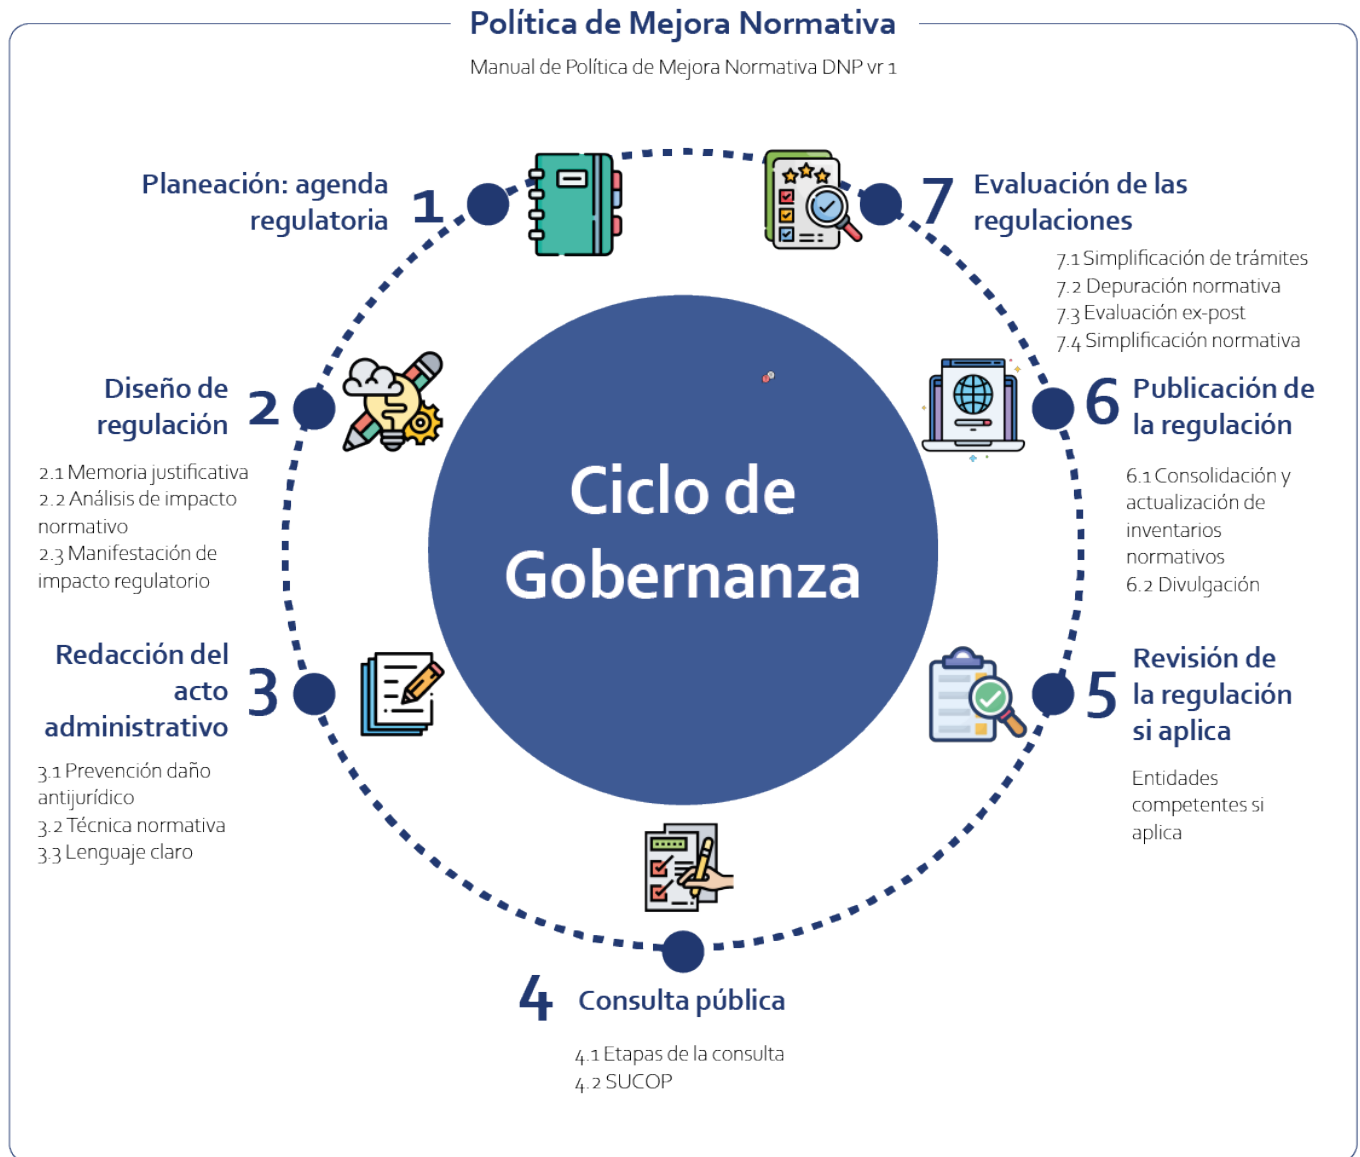 Política de Mejora Normativa
Manual de Política de Mejora Normativa DNP vr 1
Planeación: agenda
regulatoria
1
Diseño de
regulación
2
2.1 Memoria justificativa
2.2 Análisis de impacto
normativo
2.3 Manifestación de
impacto regulatorio
Redacción del
acto
administrativo
3
3.1 Prevención daño
antijurídico
3.2 Técnica normativa
3.3 Lenguaje claro
4 Consulta pública
4.1 Etapas de la consulta
4.2 SUCOP
5
Revisión de
la regulación
si aplica
Entidades
competentes si
aplica
6
Publicación de
la regulación
6.1 Consolidación y
actualización de
inventarios
normativos
6.2 Divulgación
7
Evaluación de las
regulaciones
7.1 Simplificación de trámites
7.2 Depuración normativa
7.3 Evaluación ex-post
7.4 Simplificación normativa
Ciclo de
Gobernanza